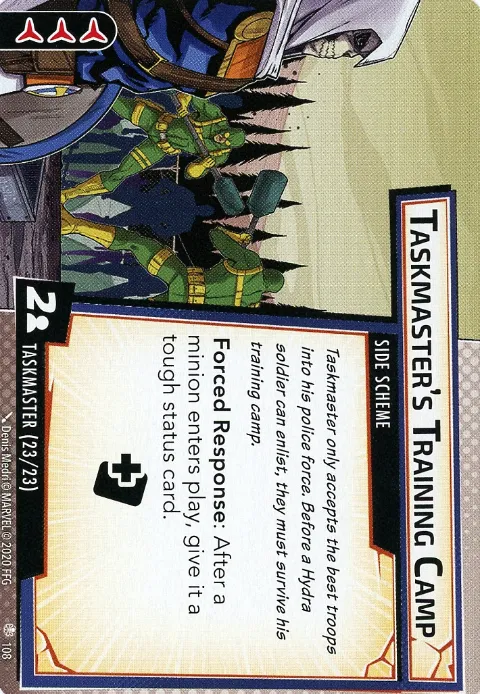 TASKMASTER'S TRAINING CAMP
SIDE SCHEME
Taskmaster only accepts the best troops
into his police force. Before a Hydra
soldier can enlist, they must survive his
training camp.
Forced Response: After a
minion enters play, give it a
tough status card.
2
TASKMASTER (23/23)
Denis Medri © MARVEL © 2020 FFG
108